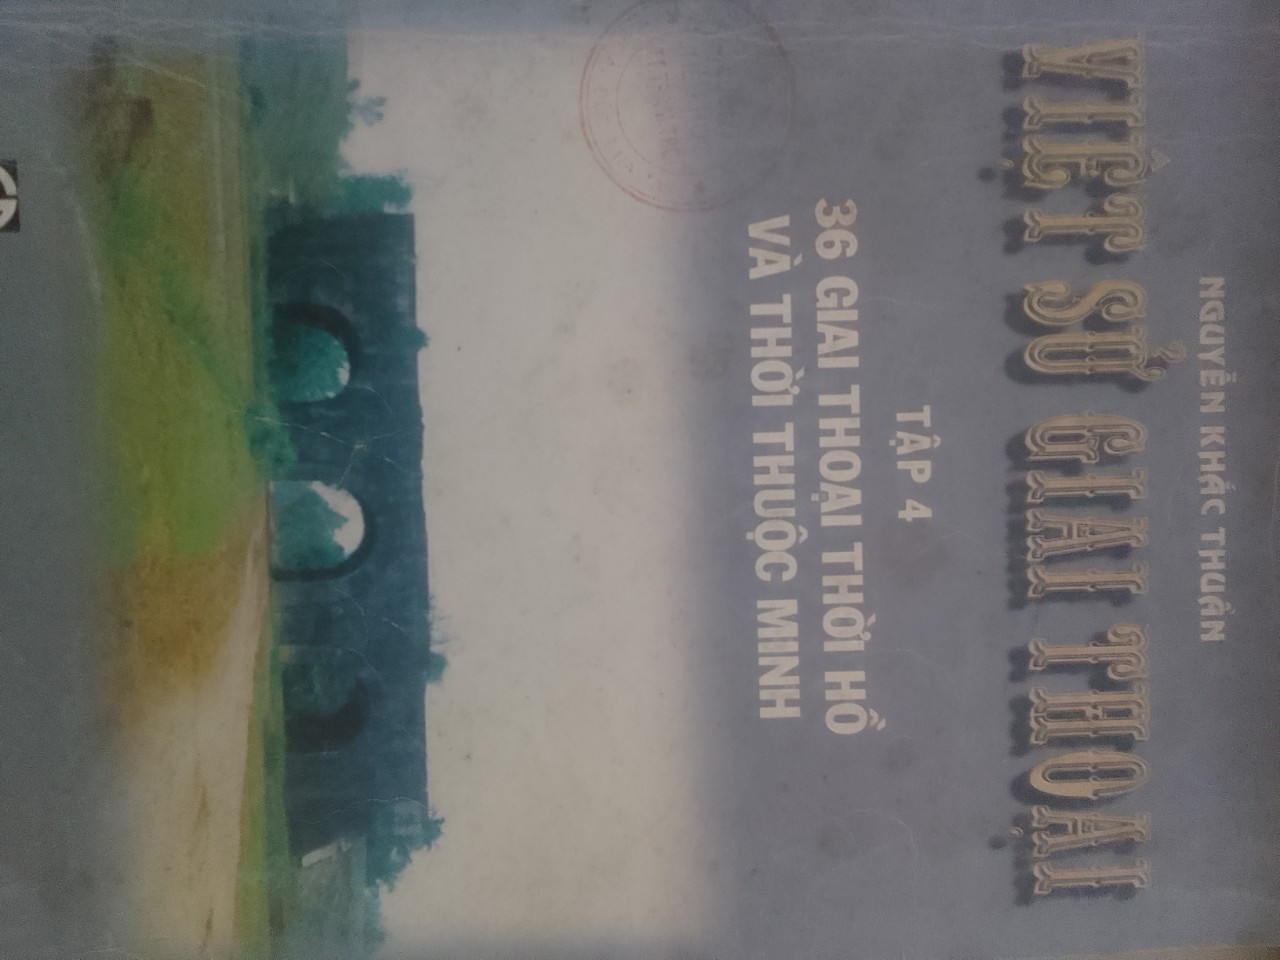 NGUYỄN KHẮC THUẦN
VIỆT SỬ GIAI THOẠI
TẬP 4
36 GIAI THOẠI THỜI HỒ
VÀ THỜI THUỘC MINH